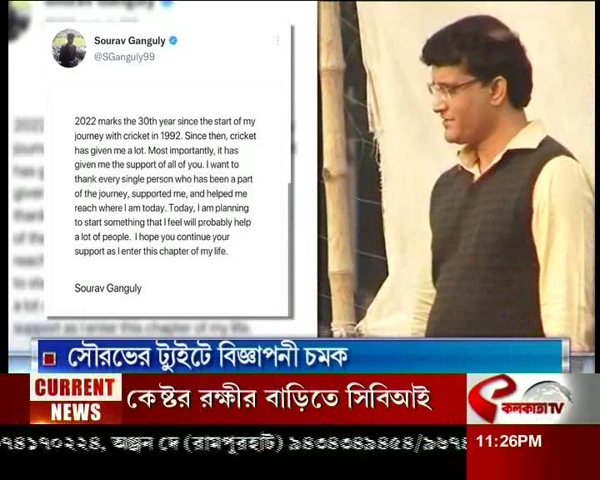 Sourav Ganguly
@SGanguly99
2022 marks the 30th year since the start of my
journey with cricket in 1992. Since then, cricket
has given me a lot. Most importantly, it has
given me the support of all of you. I want to
thank every single person who has been a part
of the journey, supported me, and helped me
reach where I am today. Today, I am planning
to start something that I feel will probably help
a lot of people. I hope you continue your
support as I enter this chapter of my life.
Sourav Ganguly
সৌরভের ট্যুইটে বিজ্ঞাপনী চমক
CURRENT
NEWS
কেষ্টর রক্ষীর বাড়িতে সিবিআই
কলকাতা TV
৭৪১৭০২২৪, অঞ্জন দে (রামপুরহাট) ৯৪৩৪৩৪৯৪৫৪/৯৬৭৪
11:26PM